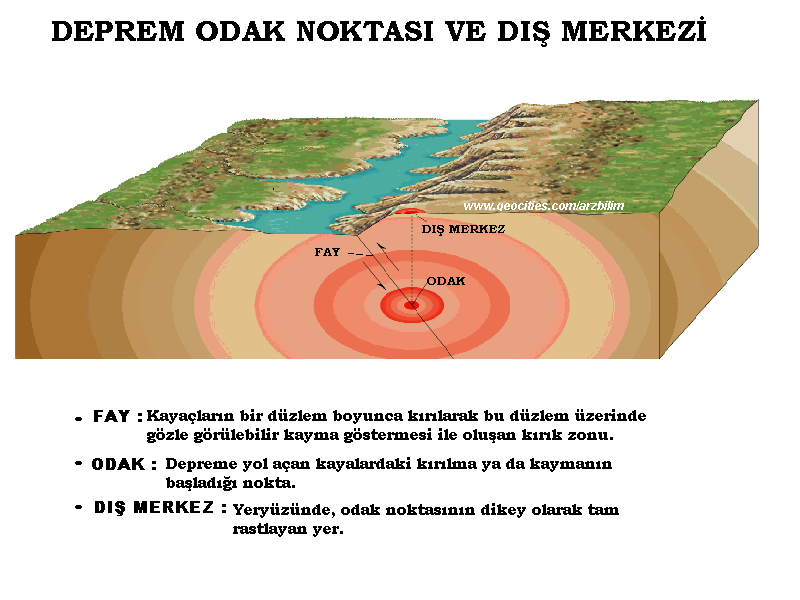 DEPREM ODAK NOKTASI VE DIŞ MERKEZİ
www.geocities.com/arzbilim
DIŞ MERKEZ
FAY
ODAK
- FAY : Kayaçların bir düzlem boyunca kırılarak bu düzlem üzerinde
gözle görülebilir kayma göstermesi ile oluşan kırık zonu.
- ODAK : Depreme yol açan kayalardaki kırılma ya da kaymanın
başladığı nokta.
- DIŞ MERKEZ : Yeryüzünde, odak noktasının dikey olarak tam
rastlayan yer.